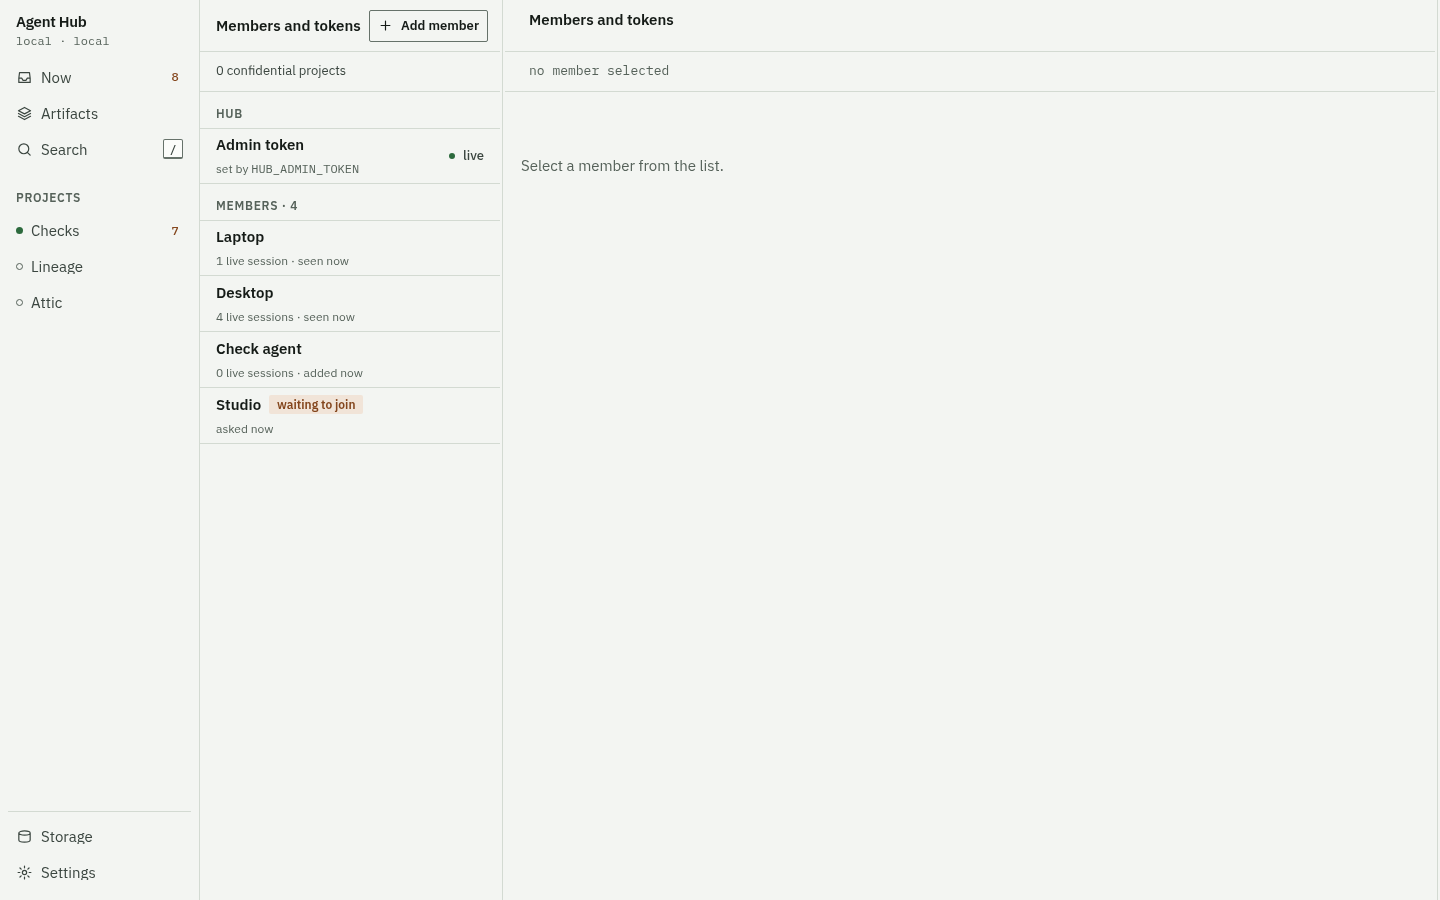 Agent Hub
local · local
Now 8
Artifacts
Search /
PROJECTS
Checks 7
Lineage
Attic
Storage
Settings
Members and tokens
Add member
0 confidential projects
HUB
Admin token
set by HUB_ADMIN_TOKEN
live
MEMBERS · 4
Laptop
1 live session · seen now
Desktop
4 live sessions · seen now
Check agent
0 live sessions · added now
Studio waiting to join
asked now
Members and tokens
no member selected
Select a member from the list.